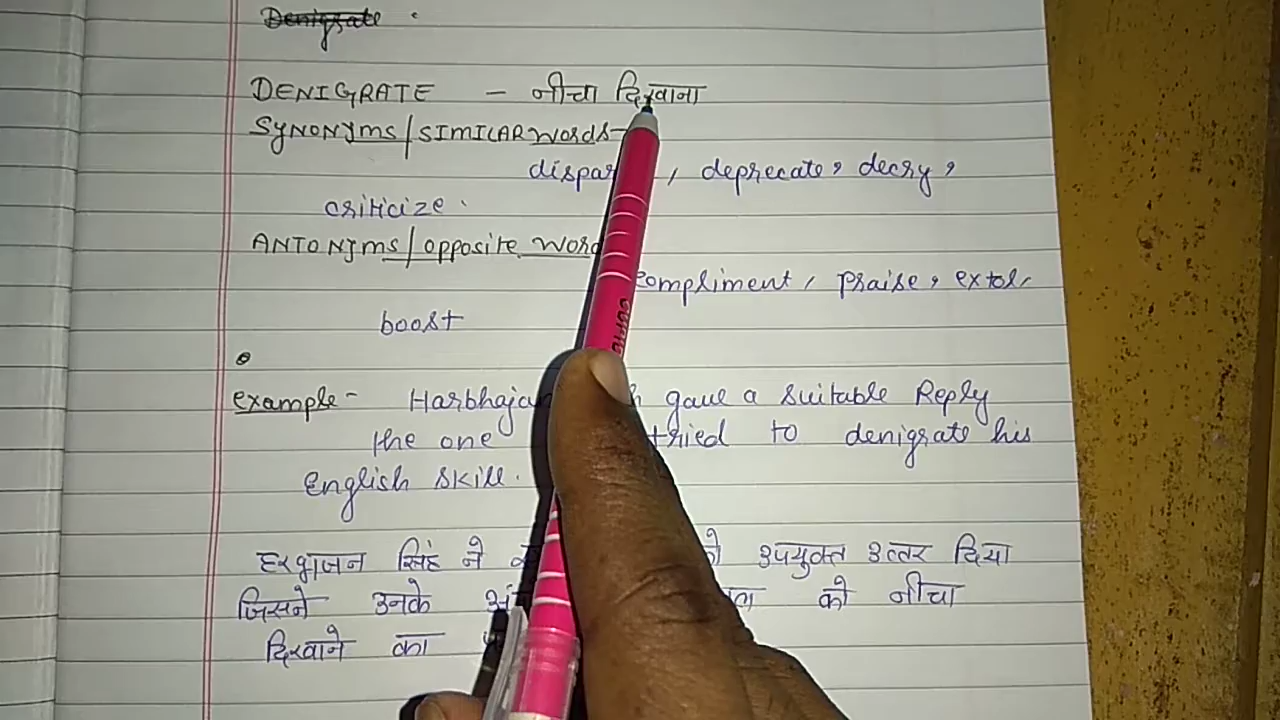 Denigrate.
DENIGRATE - नीचा दिखाना
SYNONYMS/SIMILAR WORDS-
, deprecate, decry,
criticize.
ANTONYMS/opposite
compliment, Praise, extol,
boost
example- gave a suitable Reply
the one tried to denigrate his
English skill.
हरभजन सिंह ने उपयुक्त उत्तर दिया
जिसने उनके को नीचा
दिखाने का